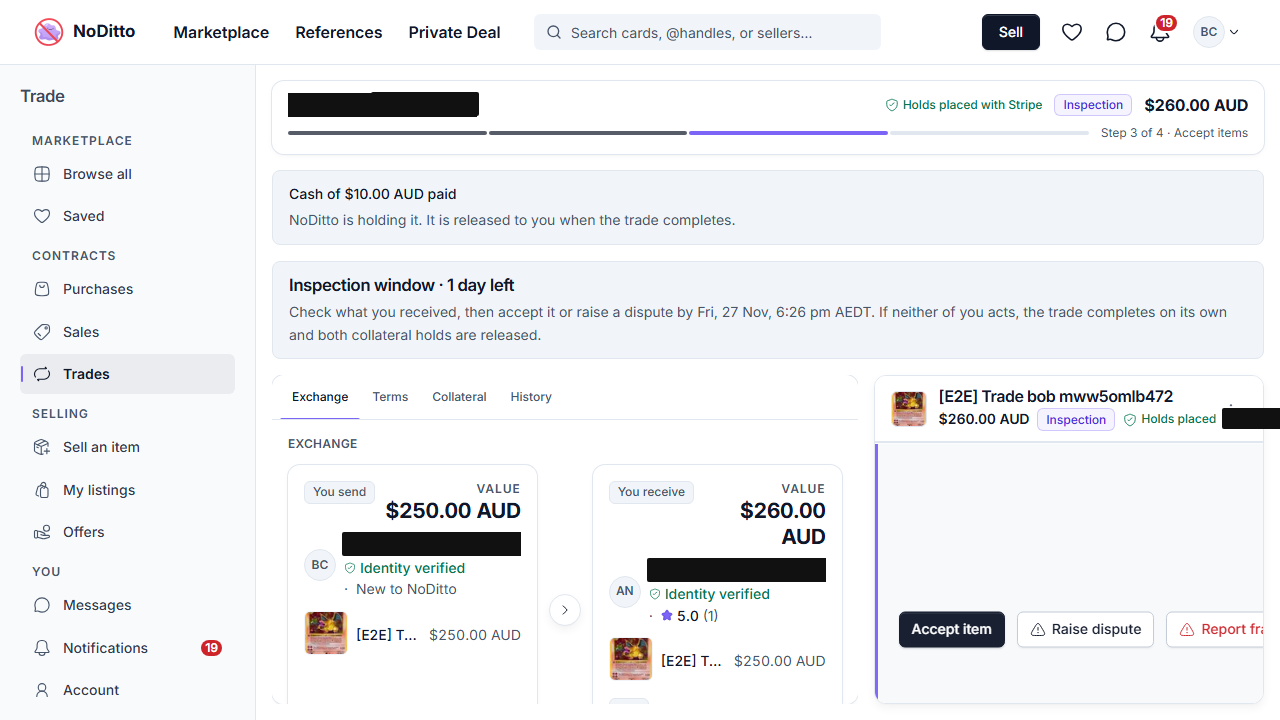 NoDitto
Marketplace
References
Private Deal
Search cards, @handles, or sellers...
Sell
19
BC
Trade
MARKETPLACE
Browse all
Saved
CONTRACTS
Purchases
Sales
Trades
SELLING
Sell an item
My listings
Offers
YOU
Messages
Notifications
19
Account
Holds placed with Stripe
Inspection
$260.00 AUD
Step 3 of 4 · Accept items
Cash of $10.00 AUD paid
NoDitto is holding it. It is released to you when the trade completes.
Inspection window · 1 day left
Check what you received, then accept it or raise a dispute by Fri, 27 Nov, 6:26 pm AEDT. If neither of you acts, the trade completes on its own
and both collateral holds are released.
Exchange
Terms
Collateral
History
EXCHANGE
You send
VALUE
$250.00 AUD
BC
Identity verified
· New to NoDitto
[E2E] T...
$250.00 AUD
You receive
VALUE
$260.00
AUD
AN
Identity verified
· 5.0 (1)
[E2E] T...
$250.00 AUD
[E2E] Trade bob mww5omlb472
$260.00 AUD
Inspection
Holds placed
Accept item
Raise dispute
Report fra